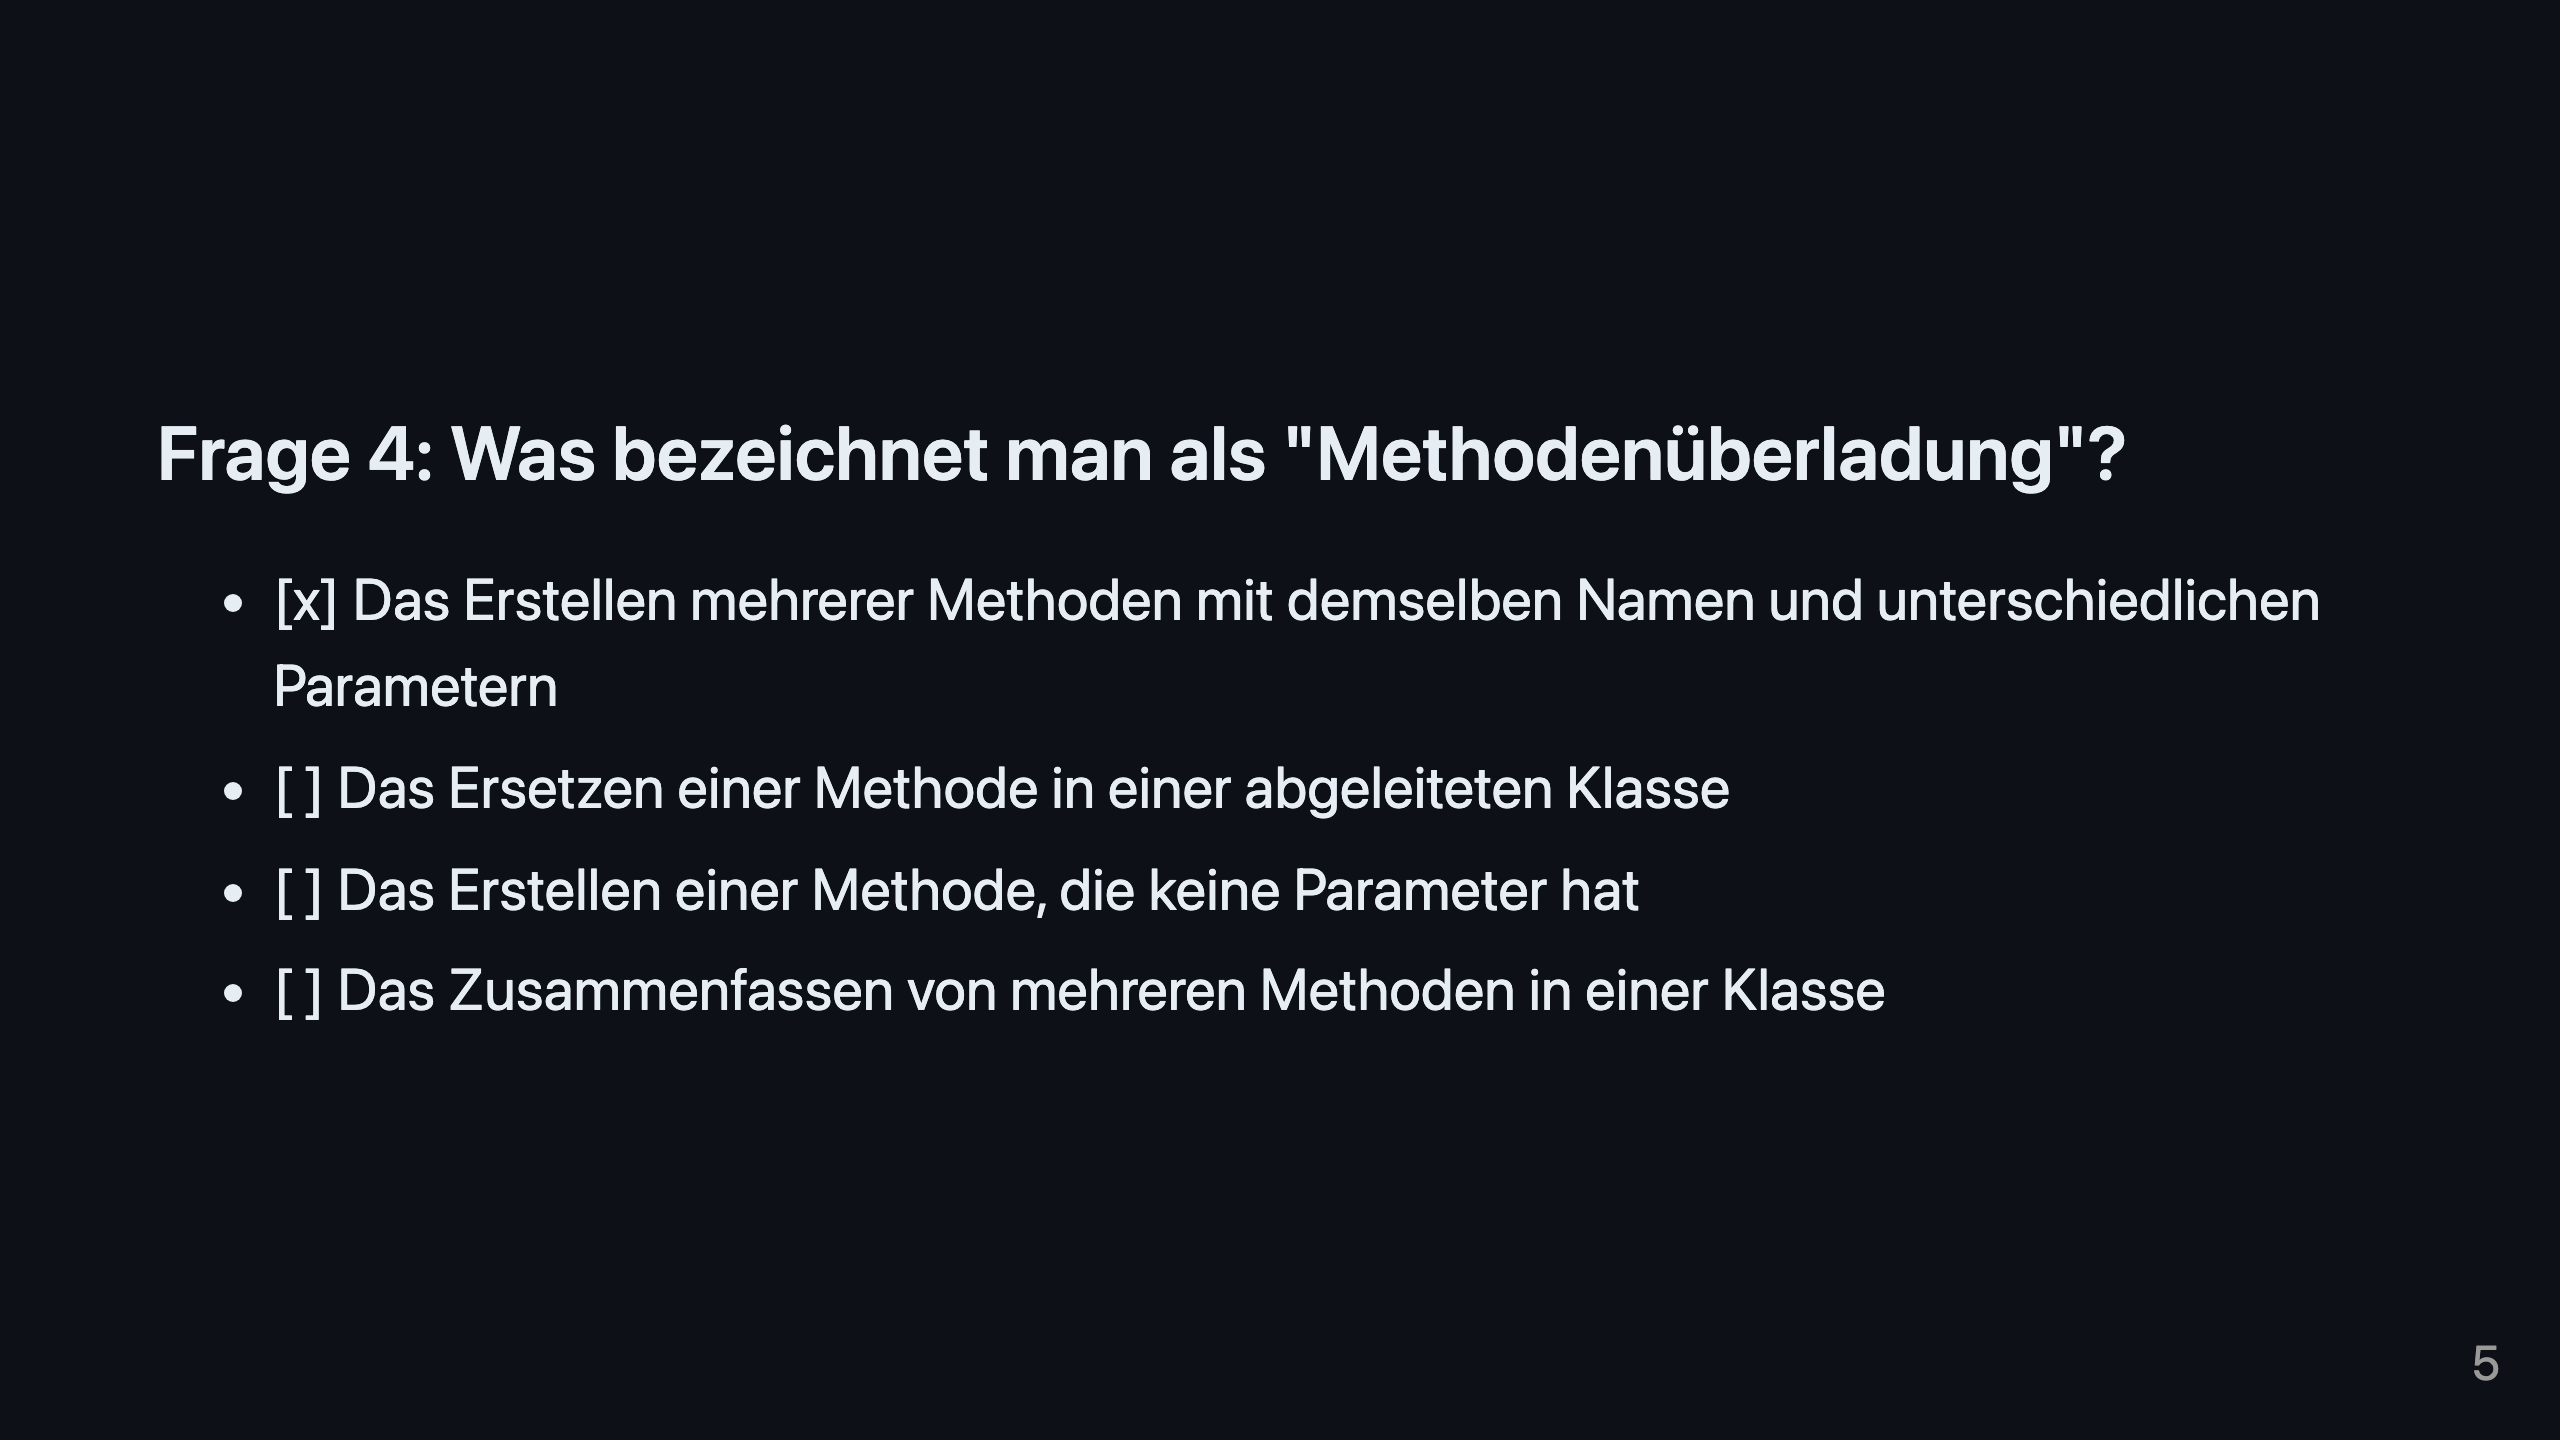 Frage 4: Was bezeichnet man als "Methodenüberladung"?
• [x] Das Erstellen mehrerer Methoden mit demselben Namen und unterschiedlichen
Parametern
• [ ] Das Ersetzen einer Methode in einer abgeleiteten Klasse
• [ ] Das Erstellen einer Methode, die keine Parameter hat
• [ ] Das Zusammenfassen von mehreren Methoden in einer Klasse
5